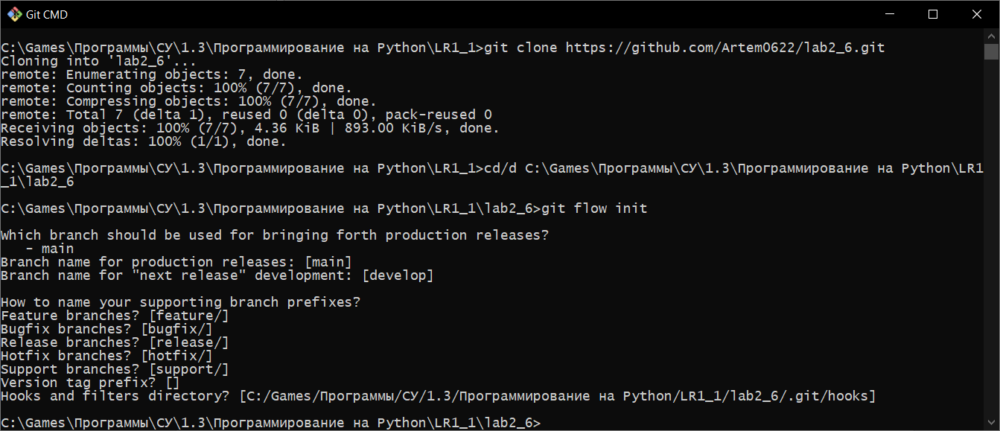 Git CMD
C:\Games\Программы\СУ\1.3\Программирование на Python\LR1_1>git clone https://github.com/Artem0622/lab2_6.git
Cloning into 'lab2_6'...
remote: Enumerating objects: 7, done.
remote: Counting objects: 100% (7/7), done.
remote: Compressing objects: 100% (7/7), done.
remote: Total 7 (delta 1), reused 0 (delta 0), pack-reused 0
Receiving objects: 100% (7/7), 4.36 KiB | 893.00 KiB/s, done.
Resolving deltas: 100% (1/1), done.
C:\Games\Программы\СУ\1.3\Программирование на Python\LR1_1>cd/d C:\Games\Программы\СУ\1.3\Программирование на Python\LR1
_1\lab2_6
C:\Games\Программы\СУ\1.3\Программирование на Python\LR1_1\lab2_6>git flow init
Which branch should be used for bringing forth production releases?
   - main
Branch name for production releases: [main]
Branch name for "next release" development: [develop]
How to name your supporting branch prefixes?
Feature branches? [feature/]
Bugfix branches? [bugfix/]
Release branches? [release/]
Hotfix branches? [hotfix/]
Support branches? [support/]
Version tag prefix? []
Hooks and filters directory? [C:/Games/Программы/СУ/1.3/Программирование на Python/LR1_1/lab2_6/.git/hooks]
C:\Games\Программы\СУ\1.3\Программирование на Python\LR1_1\lab2_6>